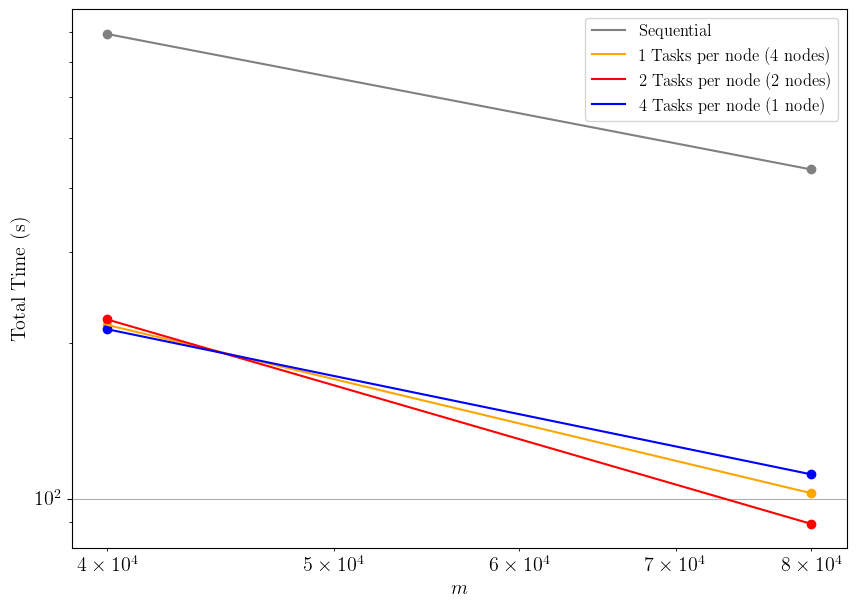 Sequential
1 Tasks per node (4 nodes)
2 Tasks per node (2 nodes)
4 Tasks per node (1 node)
Total Time (s)
10²
4 × 10⁴
5 × 10⁴
6 × 10⁴
7 × 10⁴
8 × 10⁴
m